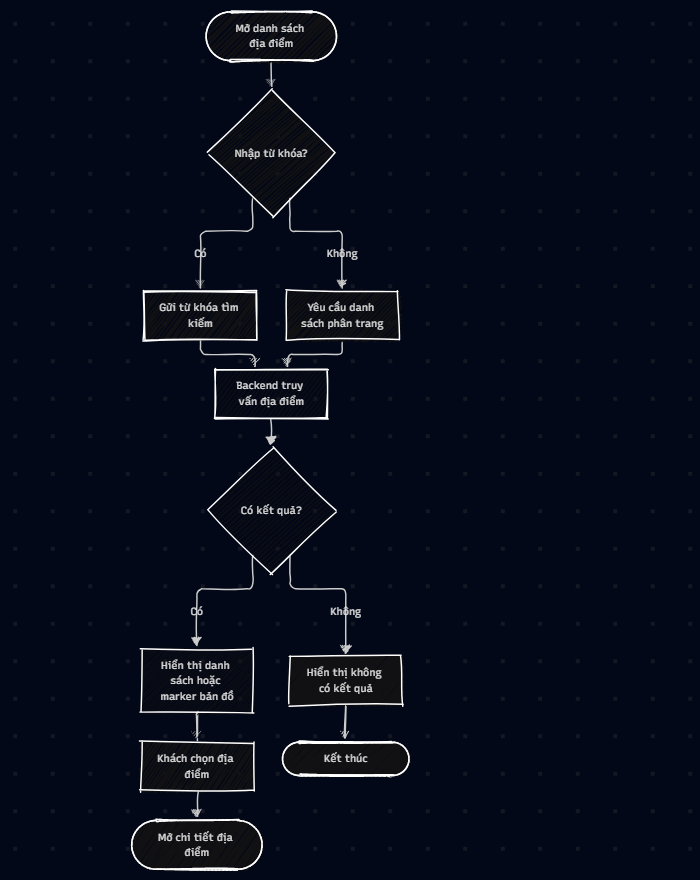 Mở danh sách
địa điểm
Nhập từ khóa?
Có
Không
Gửi từ khóa tìm
kiếm
Yêu cầu danh
sách phân trang
Backend truy
vấn địa điểm
Có kết quả?
Có
Không
Hiển thị danh
sách hoặc
marker bản đồ
Hiển thị không
có kết quả
Khách chọn địa
điểm
Kết thúc
Mở chi tiết địa
điểm